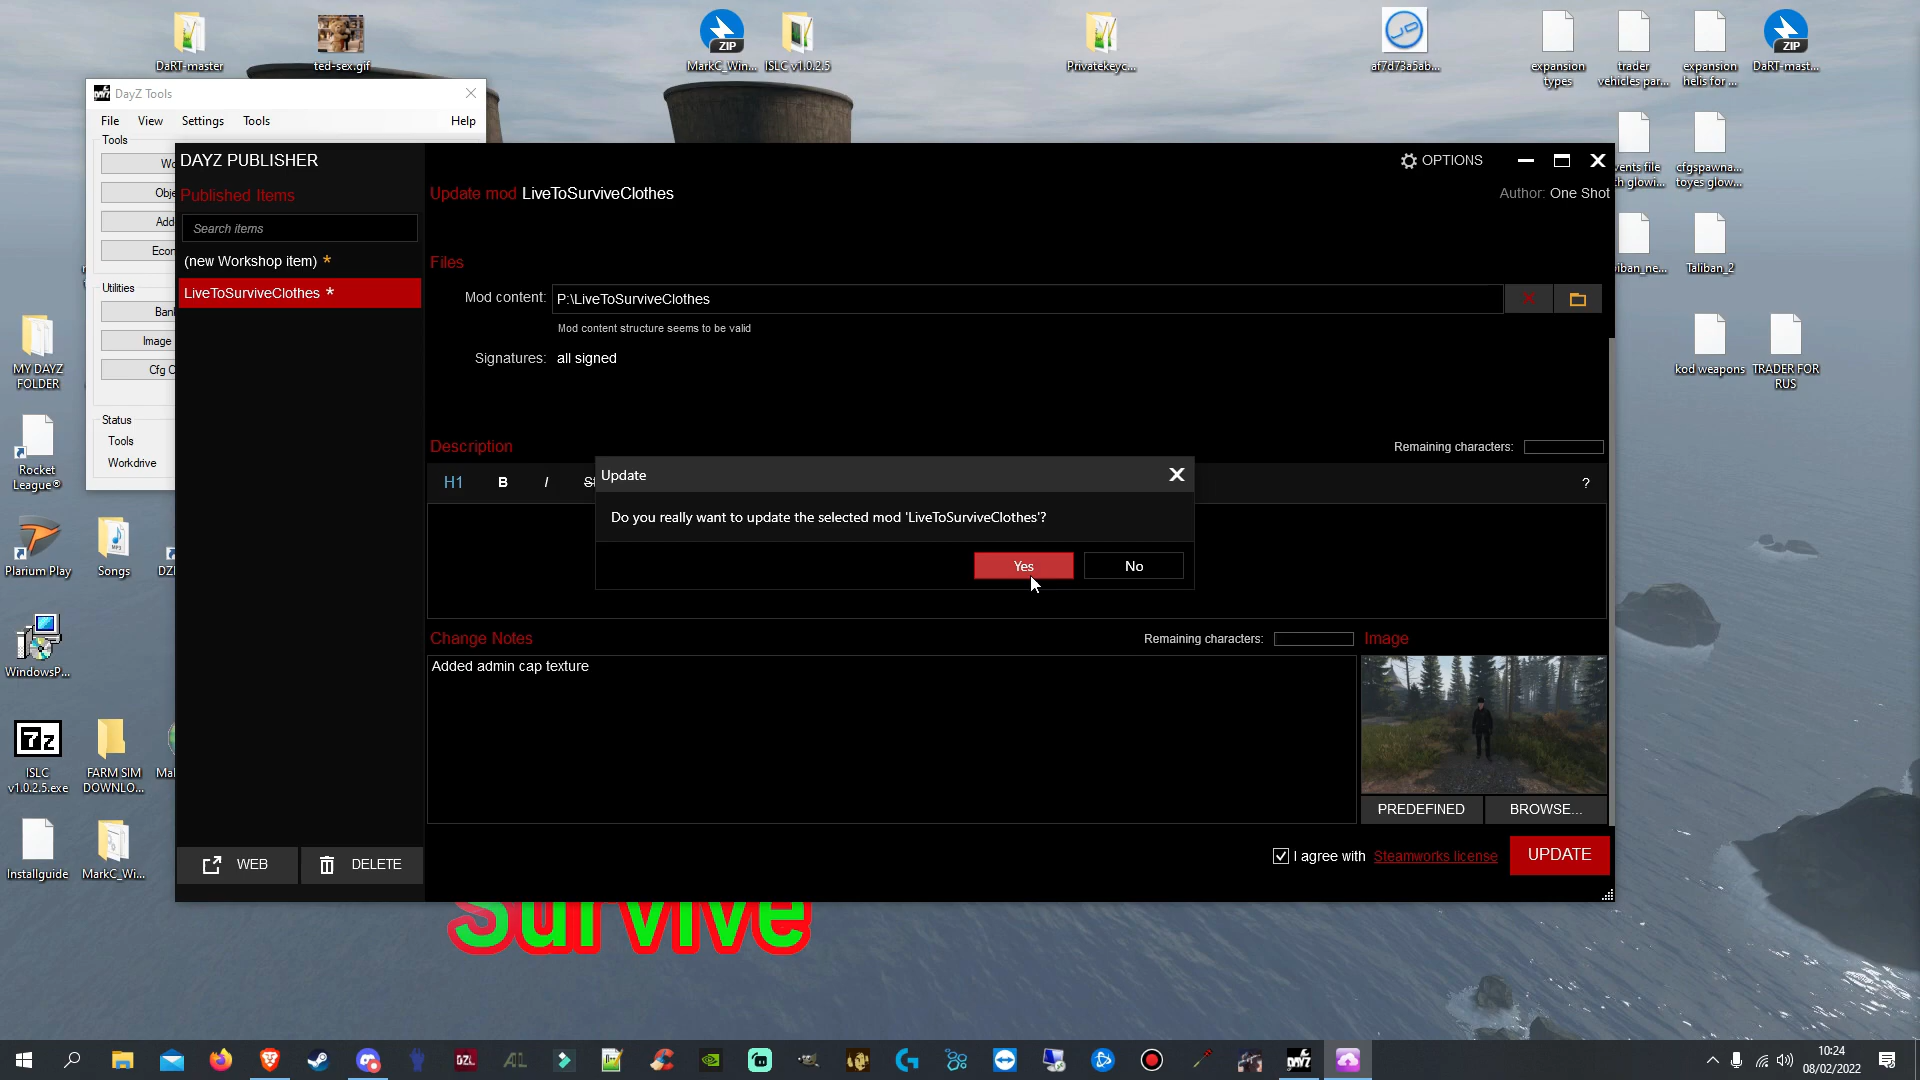 DaRT-master
ted-sex.gif
MarkC_Win...
ISLC v1.0.2.5
Privatekeyc...
af7d73a5ab...
expansion types
trader vehicles par...
expansion helis for ...
DaRT-mast...
DayZ Tools
File View Settings Tools Help
Tools
DAYZ PUBLISHER
OPTIONS
Published Items
Update mod LiveToSurviveClothes
Author: One Shot
Search items
(new Workshop item) *
LiveToSurviveClothes *
Files
Mod content: P:\LiveToSurviveClothes
Mod content structure seems to be valid
Signatures: all signed
Utilities
Status
Tools
Workdrive
Description
Remaining characters:
H1 B I ?
Update
Do you really want to update the selected mod 'LiveToSurviveClothes'?
Yes No
Change Notes
Remaining characters:
Image
Added admin cap texture
PREDEFINED BROWSE...
WEB DELETE
I agree with Steamworks license
UPDATE
Survive
cfgspawna...
toyes glow...
Taliban_2
kod weapons
TRADER FOR RUS
MY DAYZ FOLDER
Rocket League®
Plarium Play
Songs
WindowsP...
ISLC v1.0.2.5.exe
FARM SIM DOWNLO...
Installguide
MarkC_Wi...
10:24
08/02/2022